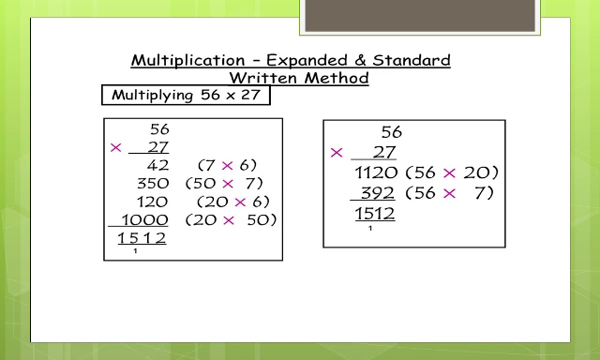 Multiplication – Expanded & Standard
Written Method
Multiplying 56 x 27
56
× 27
42 (7 × 6)
350 (50 × 7)
120 (20 × 6)
1000 (20 × 50)
1512
1
56
× 27
1120 (56 × 20)
392 (56 × 7)
1512
1